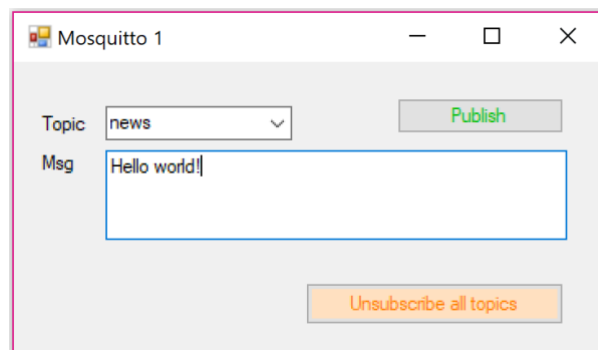 Mosquitto 1
Topic news Publish
Msg Hello world!
Unsubscribe all topics